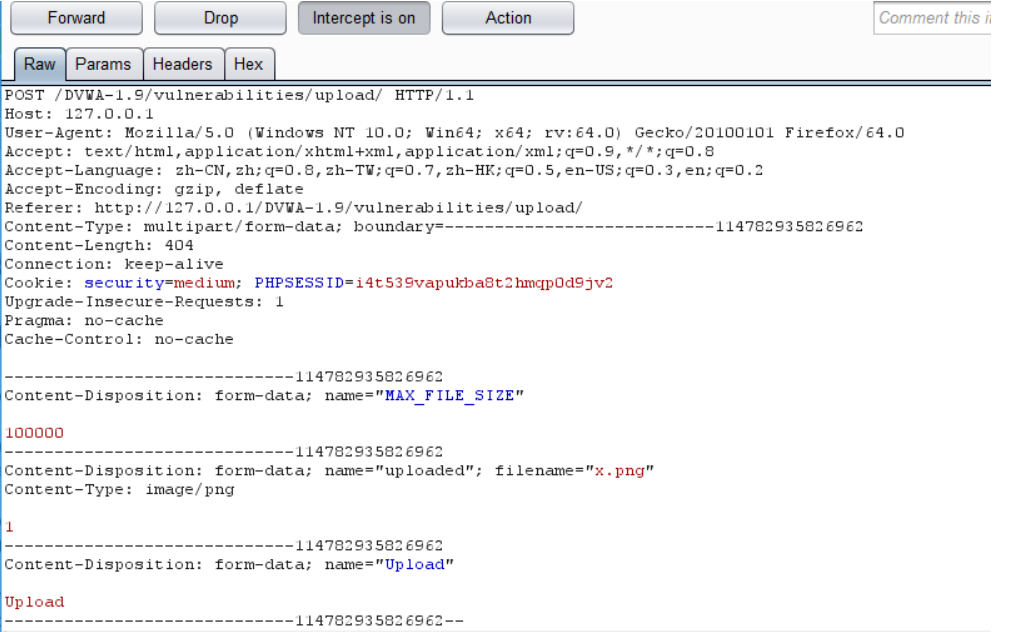 Forward Drop Intercept is on Action Comment this i
Raw Params Headers Hex
POST /DVWA-1.9/vulnerabilities/upload/ HTTP/1.1
Host: 127.0.0.1
User-Agent: Mozilla/5.0 (Windows NT 10.0; Win64; x64; rv:64.0) Gecko/20100101 Firefox/64.0
Accept: text/html,application/xhtml+xml,application/xml;q=0.9,*/*;q=0.8
Accept-Language: zh-CN,zh;q=0.8,zh-TW;q=0.7,zh-HK;q=0.5,en-US;q=0.3,en;q=0.2
Accept-Encoding: gzip, deflate
Referer: http://127.0.0.1/DVWA-1.9/vulnerabilities/upload/
Content-Type: multipart/form-data; boundary=---------------------------114782935826962
Content-Length: 404
Connection: keep-alive
Cookie: security=medium; PHPSESSID=i4t539vapukba8t2hmqp0d9jv2
Upgrade-Insecure-Requests: 1
Pragma: no-cache
Cache-Control: no-cache
-----------------------------114782935826962
Content-Disposition: form-data; name="MAX_FILE_SIZE"
100000
-----------------------------114782935826962
Content-Disposition: form-data; name="uploaded"; filename="x.png"
Content-Type: image/png
1
-----------------------------114782935826962
Content-Disposition: form-data; name="Upload"
Upload
-----------------------------114782935826962--